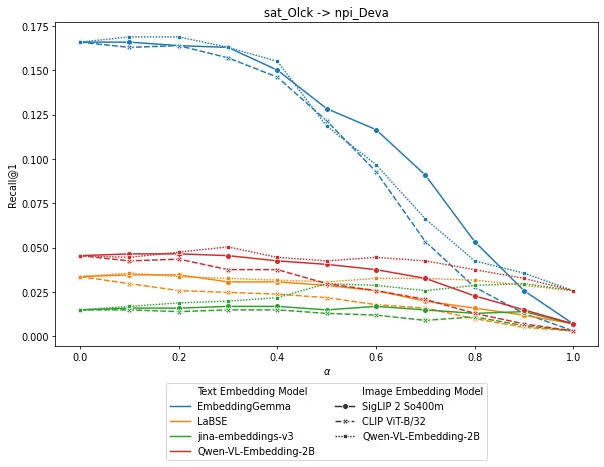 sat_Olck -> npi_Deva
Recall@1
0.175
0.150
0.125
0.100
0.075
0.050
0.025
0.000
0.0 0.2 0.4 0.6 0.8 1.0
α
Text Embedding Model
EmbeddingGemma
LaBSE
jina-embeddings-v3
Qwen-VL-Embedding-2B
Image Embedding Model
SigLIP 2 So400m
CLIP ViT-B/32
Qwen-VL-Embedding-2B